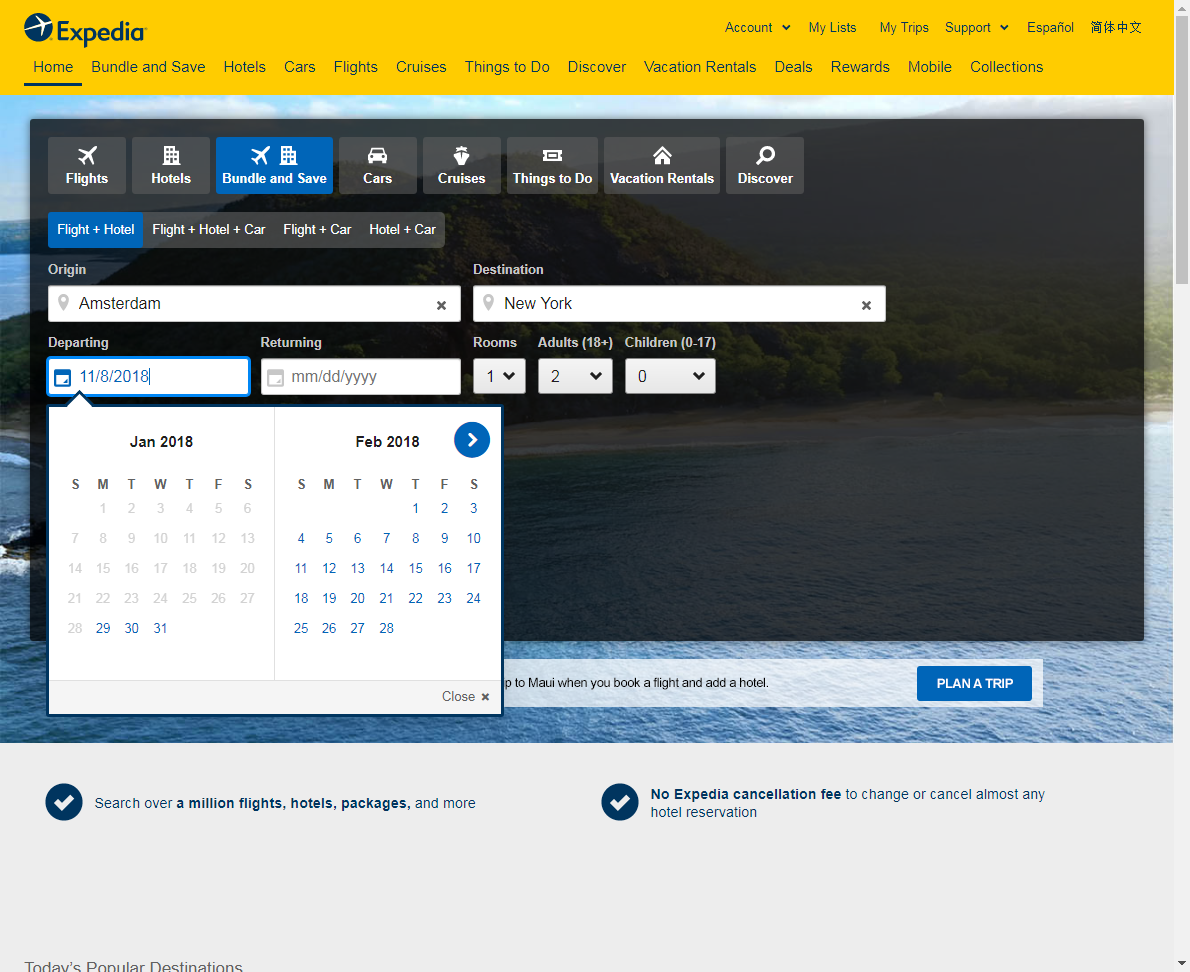 Expedia
Account My Lists My Trips Support Español 简体中文
Home Bundle and Save Hotels Cars Flights Cruises Things to Do Discover Vacation Rentals Deals Rewards Mobile Collections
Flights Hotels Bundle and Save Cars Cruises Things to Do Vacation Rentals Discover
Flight + Hotel Flight + Hotel + Car Flight + Car Hotel + Car
Origin Destination
Amsterdam New York
Departing Returning Rooms Adults (18+) Children (0-17)
11/8/2018 mm/dd/yyyy 1 2 0
Jan 2018 Feb 2018
S M T W T F S S M T W T F S
1 2 3 4 5 6 1 2 3
7 8 9 10 11 12 13 4 5 6 7 8 9 10
14 15 16 17 18 19 20 11 12 13 14 15 16 17
21 22 23 24 25 26 27 18 19 20 21 22 23 24
28 29 30 31 25 26 27 28
p to Maui when you book a flight and add a hotel. PLAN A TRIP
Close
Search over a million flights, hotels, packages, and more
No Expedia cancellation fee to change or cancel almost any
hotel reservation
Today's Popular Destinations